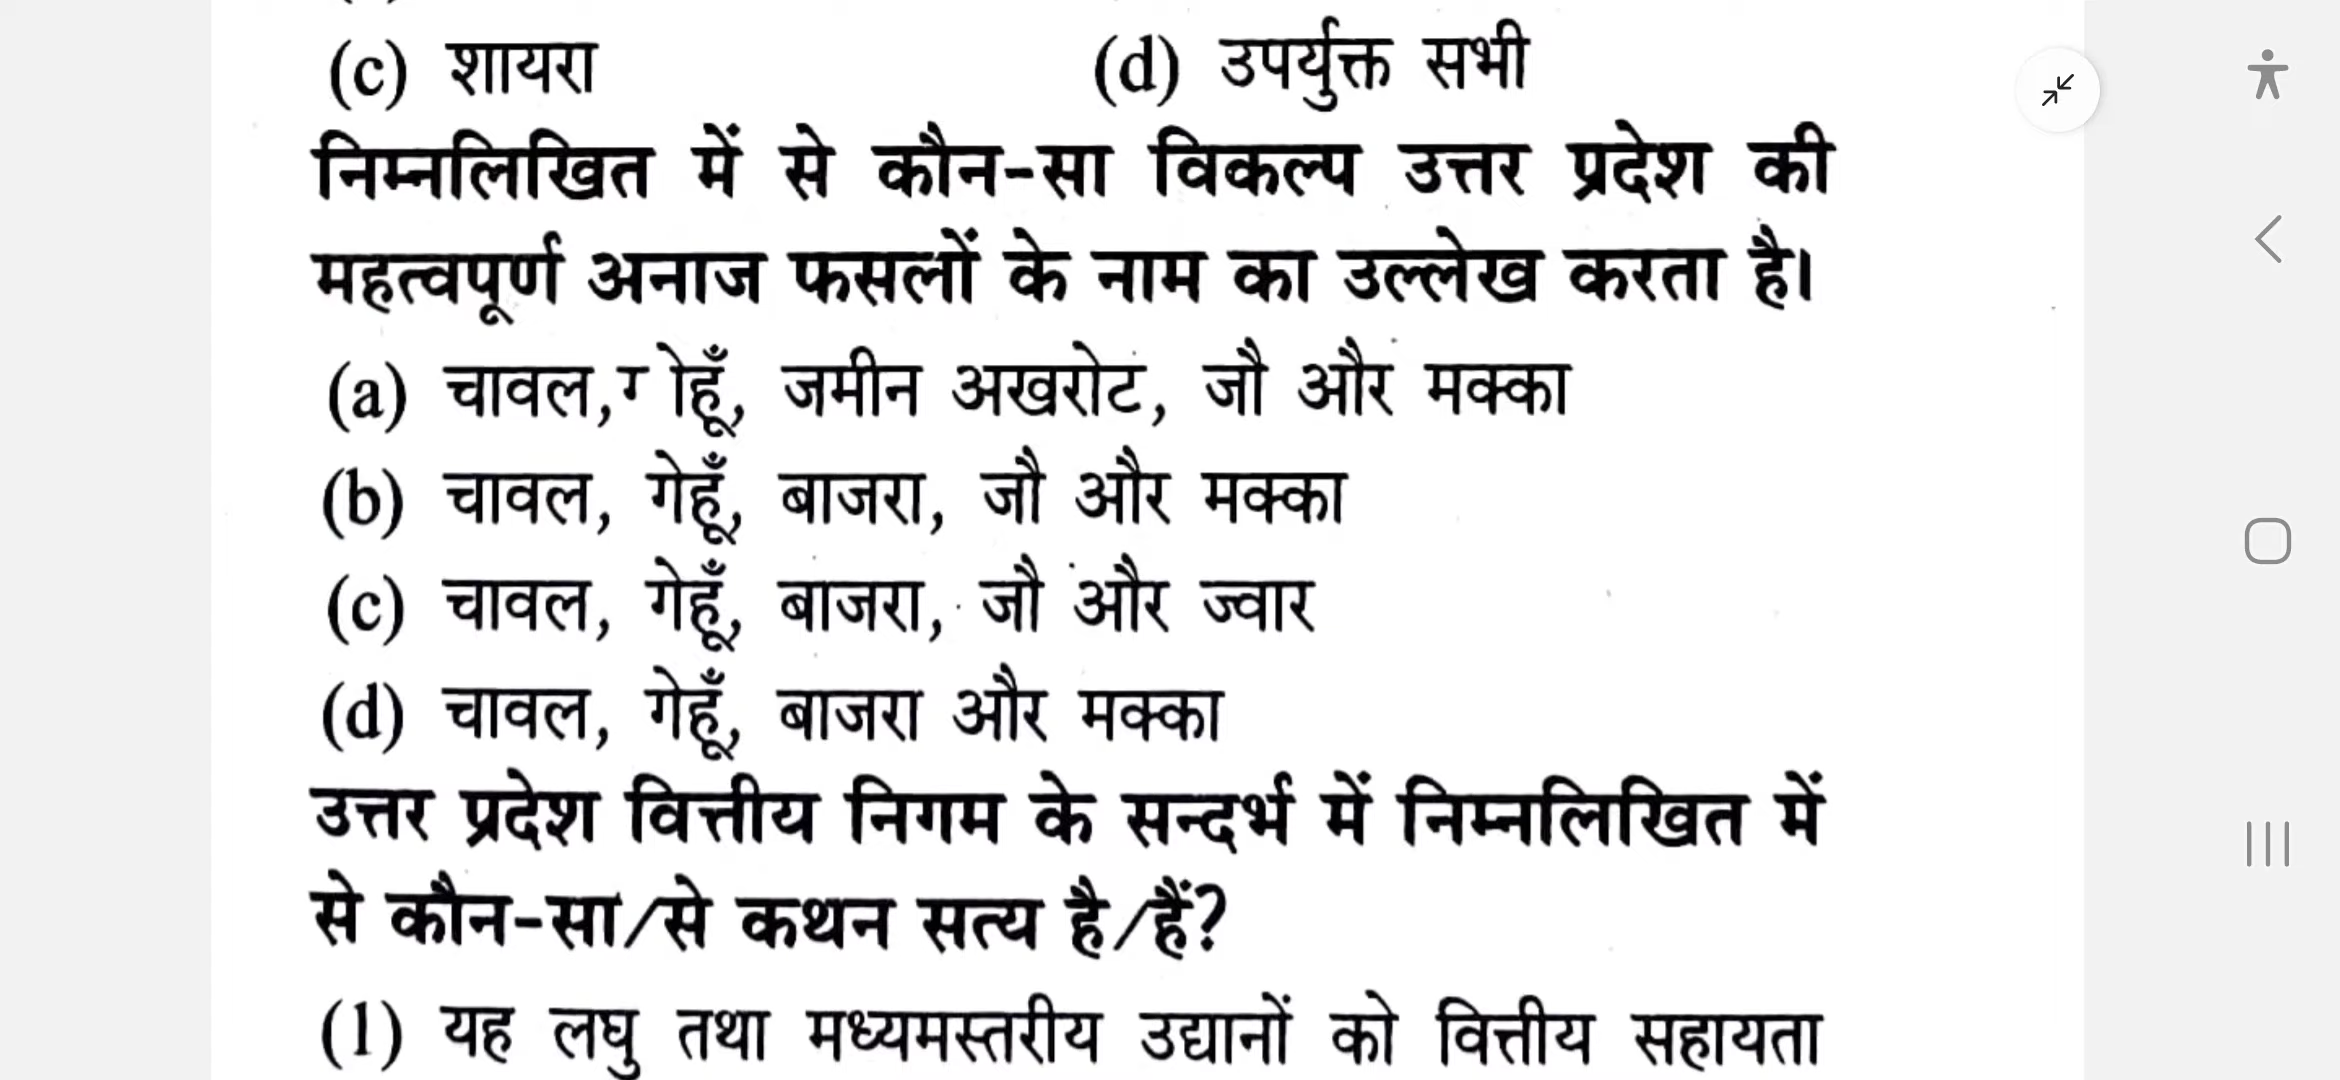 (c) शायरा (d) उपर्युक्त सभी
निम्नलिखित में से कौन-सा विकल्प उत्तर प्रदेश की
महत्वपूर्ण अनाज फसलों के नाम का उल्लेख करता है।
(a) चावल,ग ेहूँ, जमीन अखरोट, जौ और मक्का
(b) चावल, गेहूँ, बाजरा, जौ और मक्का
(c) चावल, गेहूँ, बाजरा, जौ और ज्वार
(d) चावल, गेहूँ, बाजरा और मक्का
उत्तर प्रदेश वित्तीय निगम के सन्दर्भ में निम्नलिखित में
से कौन-सा/से कथन सत्य है/हैं?
(1) यह लघु तथा मध्यमस्तरीय उद्यानों को वित्तीय सहायता